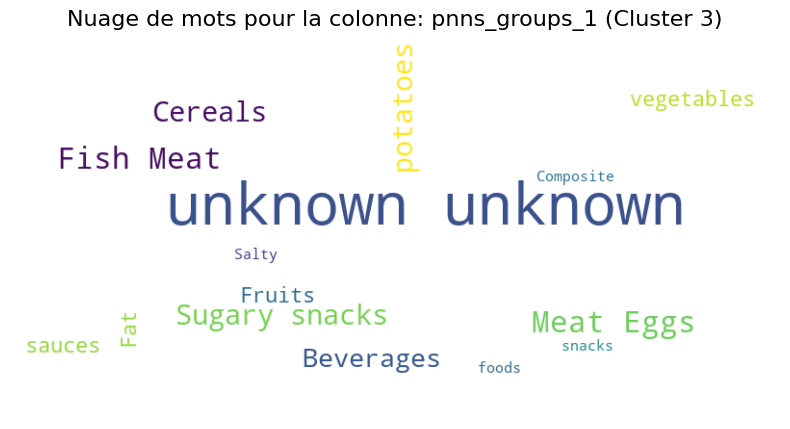 Nuage de mots pour la colonne: pnns_groups_1 (Cluster 3)
potatoes
vegetables
Cereals
Fish Meat
Composite
unknown unknown
Salty
Fruits
Sugary snacks
Meat Eggs
Fat
sauces
snacks
Beverages
foods